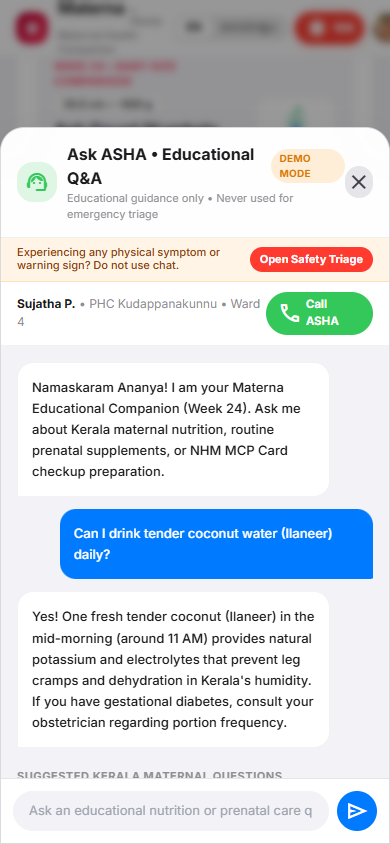 Materna
Ask ASHA • Educational
Q&A
DEMO
MODE
Educational guidance only • Never used for
emergency triage
Experiencing any physical symptom or
warning sign? Do not use chat.
Open Safety Triage
Sujatha P. • PHC Kudappanakunnu • Ward
4
Call
ASHA
Namaskaram Ananya! I am your Materna
Educational Companion (Week 24). Ask me
about Kerala maternal nutrition, routine
prenatal supplements, or NHM MCP Card
checkup preparation.
Can I drink tender coconut water (Ilaneer)
daily?
Yes! One fresh tender coconut (Ilaneer) in the
mid-morning (around 11 AM) provides natural
potassium and electrolytes that prevent leg
cramps and dehydration in Kerala's humidity.
If you have gestational diabetes, consult your
obstetrician regarding portion frequency.
SUGGESTED KERALA MATERNAL QUESTIONS
Ask an educational nutrition or prenatal care q